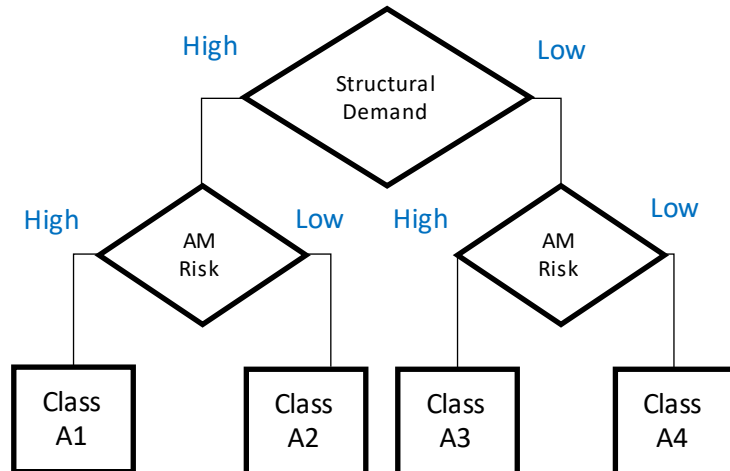 High
Low
Structural
Demand
High
Low
High
Low
AM
Risk
AM
Risk
Class
A1
Class
A2
Class
A3
Class
A4